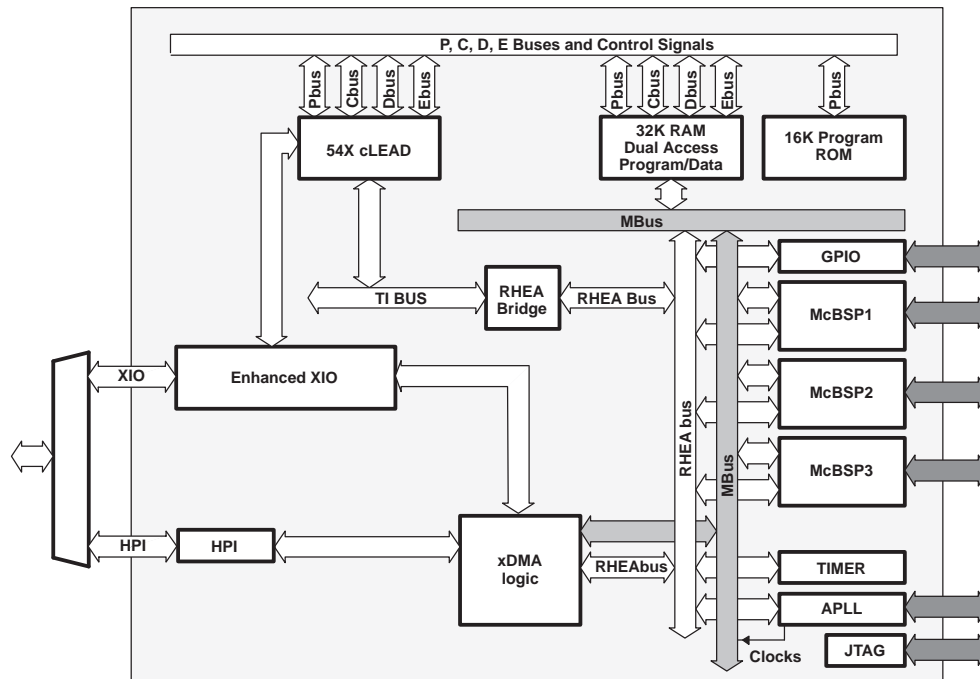 P, C, D, E Buses and Control Signals
Pbus
Cbus
Dbus
Ebus
Pbus
Cbus
Dbus
Ebus
Pbus
54X cLEAD
32K RAM
Dual Access
Program/Data
16K Program
ROM
MBus
GPIO
TI BUS
RHEA
Bridge
RHEA Bus
McBSP1
XIO
Enhanced XIO
McBSP2
RHEA bus
MBus
McBSP3
HPI
HPI
xDMA
logic
RHEAbus
TIMER
APLL
Clocks
JTAG